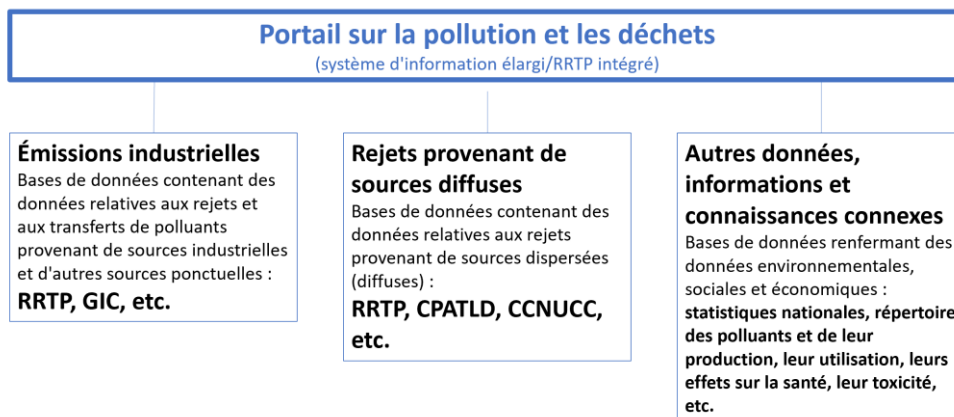 Portail sur la pollution et les déchets
(système d'information élargi/RRTP intégré)
Émissions industrielles
Bases de données contenant des
données relatives aux rejets et
aux transferts de polluants
provenant de sources industrielles
et d'autres sources ponctuelles :
RRTP, GIC, etc.
Rejets provenant de
sources diffuses
Bases de données contenant des
données relatives aux rejets
provenant de sources dispersées
(diffuses) :
RRTP, CPATLD, CCNUCC,
etc.
Autres données,
informations et
connaissances connexes
Bases de données renfermant des
données environnementales,
sociales et économiques :
statistiques nationales, répertoire
des polluants et de leur
production, leur utilisation, leurs
effets sur la santé, leur toxicité,
etc.